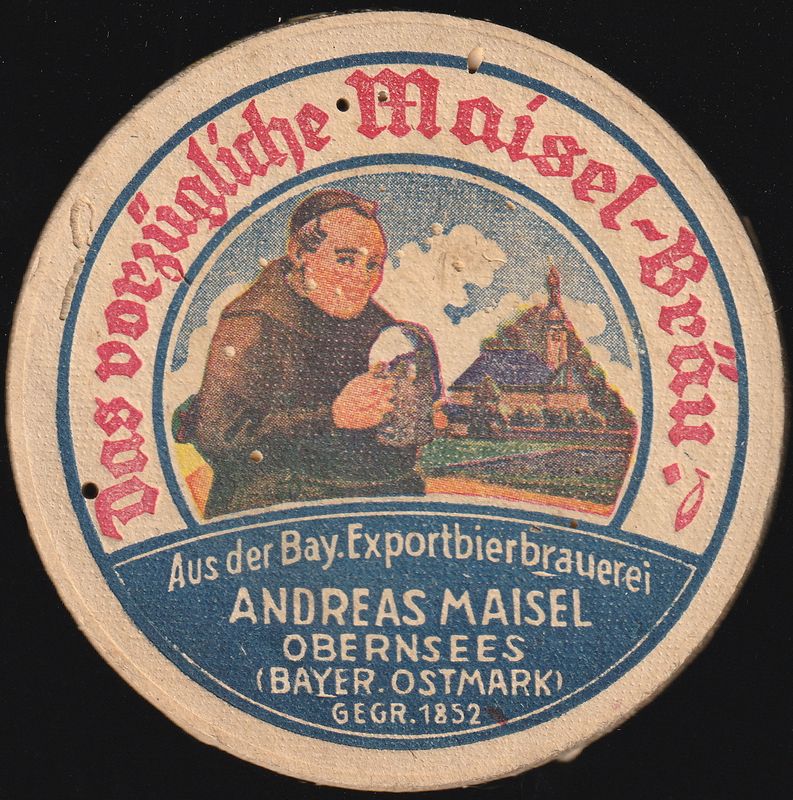 Das vorzügliche Maisel-Bräu!
Aus der Bay. Exportbierbrauerei
ANDREAS MAISEL
OBERNSEES
(BAYER. OSTMARK)
GEGR. 1852